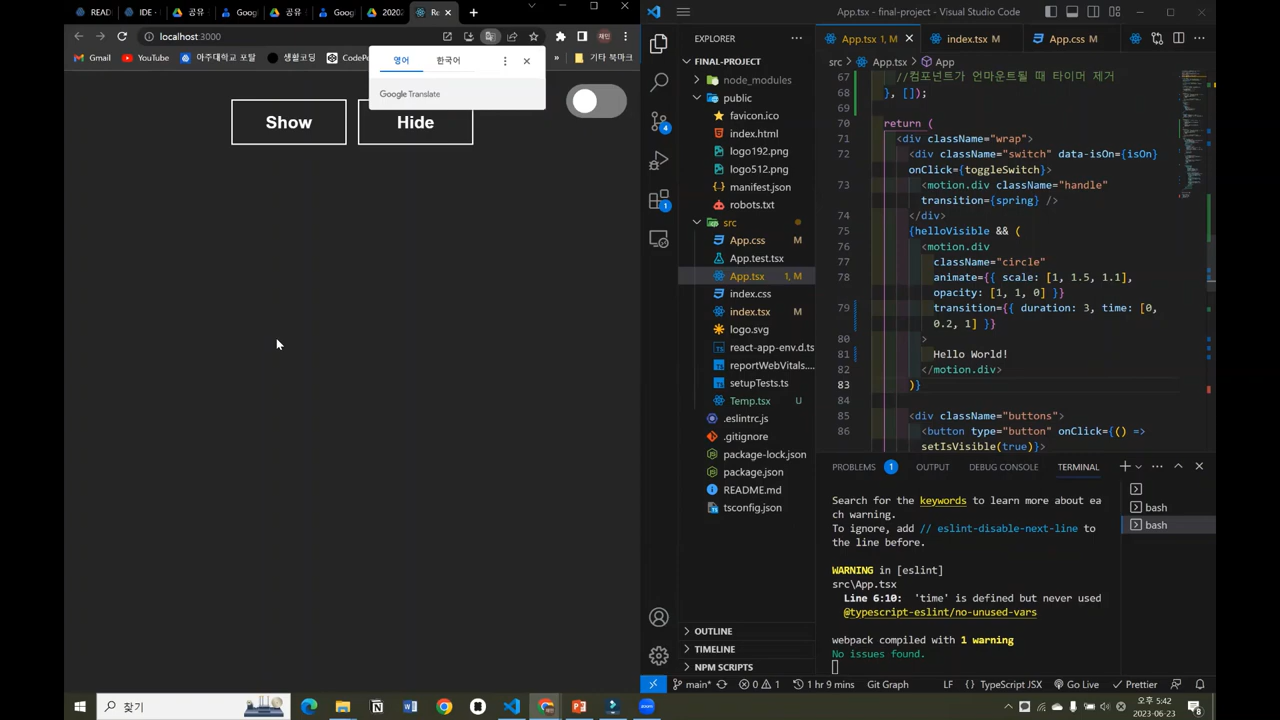 READ
IDE -
공유
Goog
공유
Goog
2020
Re
App.tsx - final-project - Visual Studio Code
localhost:3000
재민
Gmail
YouTube
지도
아주대학교 포탈
생활코딩
CodePe
»
기타 북마크
영어
한국어
Google Translate
Show
Hide
EXPLORER
FINAL-PROJECT
node_modules
public
favicon.ico
index.html
logo192.png
logo512.png
manifest.json
robots.txt
src
App.css M
App.test.tsx
App.tsx 1, M
index.css
index.tsx M
logo.svg
react-app-env.d.ts
reportWebVitals....
setupTests.ts
Temp.tsx U
.eslintrc.js
.gitignore
package-lock.json
package.json
README.md
tsconfig.json
OUTLINE
TIMELINE
NPM SCRIPTS
4
1
App.tsx 1, M
index.tsx M
App.css M
src > App.tsx > App
67 //컴포넌트가 언마운트될 때 타이머 제거
68 }, []);
69
70 return (
71 <div className="wrap">
72 <div className="switch" data-isOn={isOn}
onClick={toggleSwitch}>
73 <motion.div className="handle"
transition={spring} />
74 </div>
75 {helloVisible && (
76 <motion.div
77 className="circle"
78 animate={{ scale: [1, 1.5, 1.1],
opacity: [1, 1, 0] }}
79 transition={{ duration: 3, time: [0,
0.2, 1] }}
80 >
81 Hello World!
82 </motion.div>
83 )}
84
85 <div className="buttons">
86 <button type="button" onClick={() =>
setIsVisible(true)}>
PROBLEMS 1 OUTPUT DEBUG CONSOLE TERMINAL
Search for the keywords to learn more about ea
ch warning.
To ignore, add // eslint-disable-next-line to
the line before.
WARNING in [eslint]
src\App.tsx
Line 6:10: 'time' is defined but never used
@typescript-eslint/no-unused-vars
webpack compiled with 1 warning
No issues found.
bash
bash
main* 0 1 1 hr 9 mins Git Graph LF TypeScript JSX Go Live Prettier
찾기
오후 5:42
2023-06-23
8